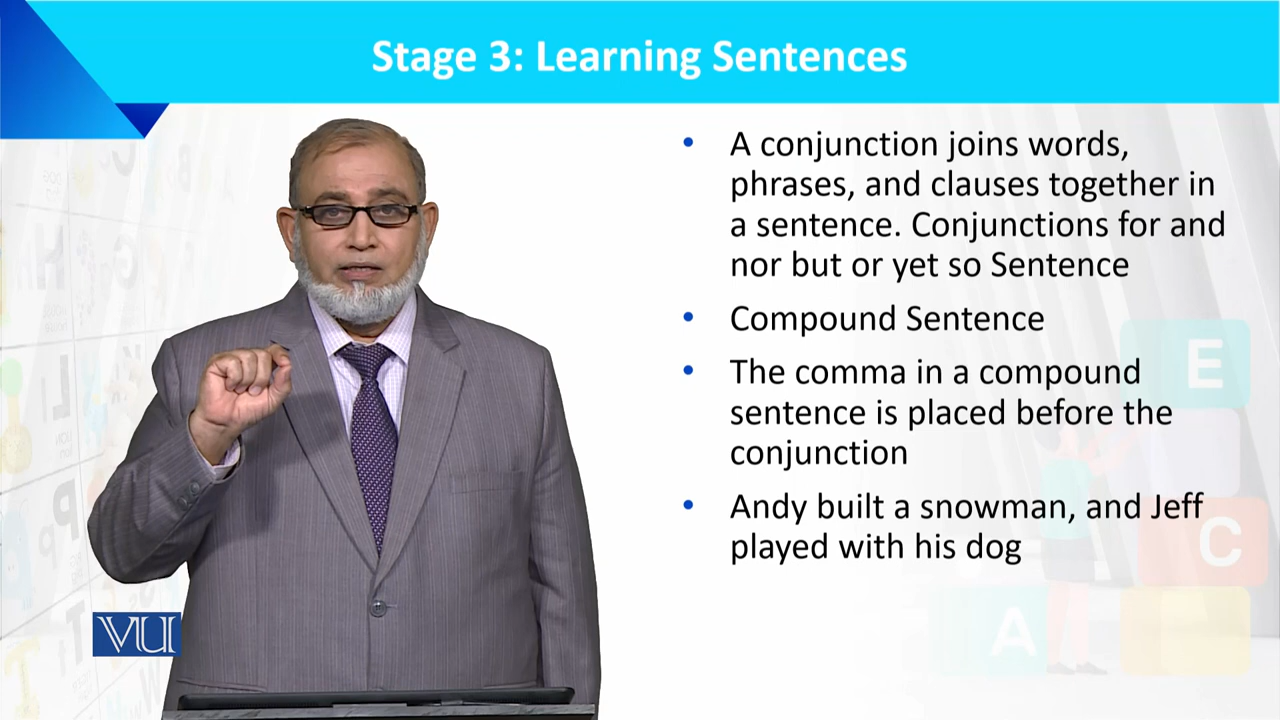 Stage 3: Learning Sentences
• A conjunction joins words,
phrases, and clauses together in
a sentence. Conjunctions for and
nor but or yet so Sentence
• Compound Sentence
• The comma in a compound
sentence is placed before the
conjunction
• Andy built a snowman, and Jeff
played with his dog
VU
E
C
A